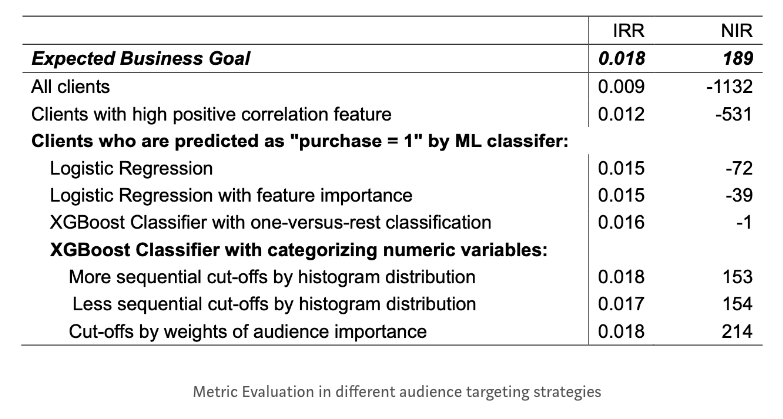 IRR NIR
Expected Business Goal 0.018 189
All clients 0.009 -1132
Clients with high positive correlation feature 0.012 -531
Clients who are predicted as "purchase = 1" by ML classifer:
Logistic Regression 0.015 -72
Logistic Regression with feature importance 0.015 -39
XGBoost Classifier with one-versus-rest classification 0.016 -1
XGBoost Classifier with categorizing numeric variables:
More sequential cut-offs by histogram distribution 0.018 153
Less sequential cut-offs by histogram distribution 0.017 154
Cut-offs by weights of audience importance 0.018 214
Metric Evaluation in different audience targeting strategies